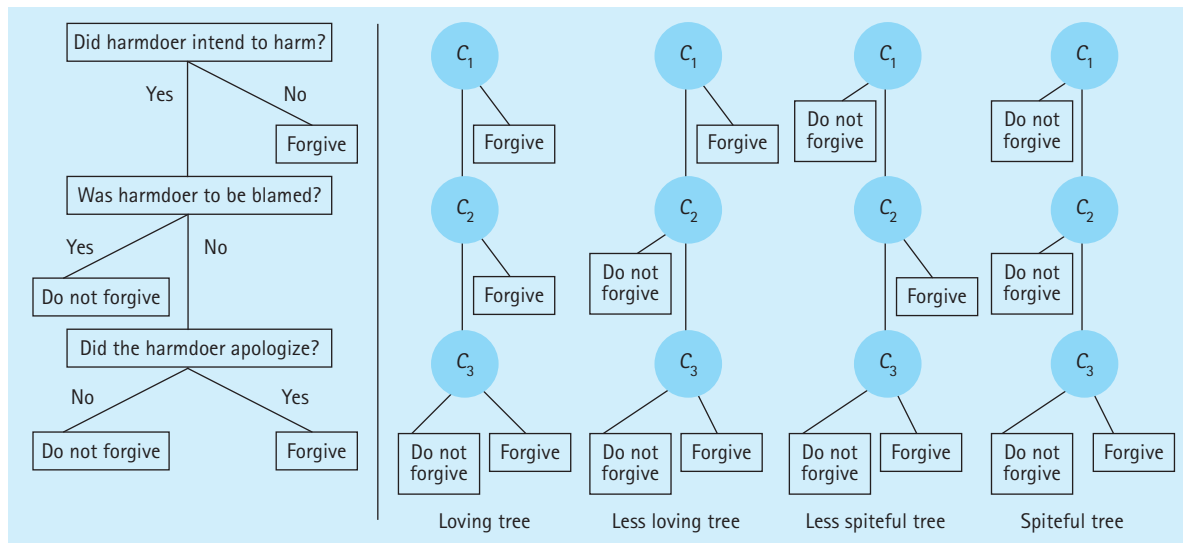 Did harmdoer intend to harm?
Yes
No
Forgive
Was harmdoer to be blamed?
Yes
No
Do not forgive
Did the harmdoer apologize?
No
Yes
Do not forgive
Forgive
C1
Forgive
C2
Forgive
C3
Do not
forgive
Forgive
Loving tree
C1
Forgive
C2
Do not
forgive
C3
Do not
forgive
Forgive
Less loving tree
C1
Do not
forgive
C2
Forgive
C3
Do not
forgive
Forgive
Less spiteful tree
C1
Do not
forgive
C2
Do not
forgive
C3
Do not
forgive
Forgive
Spiteful tree